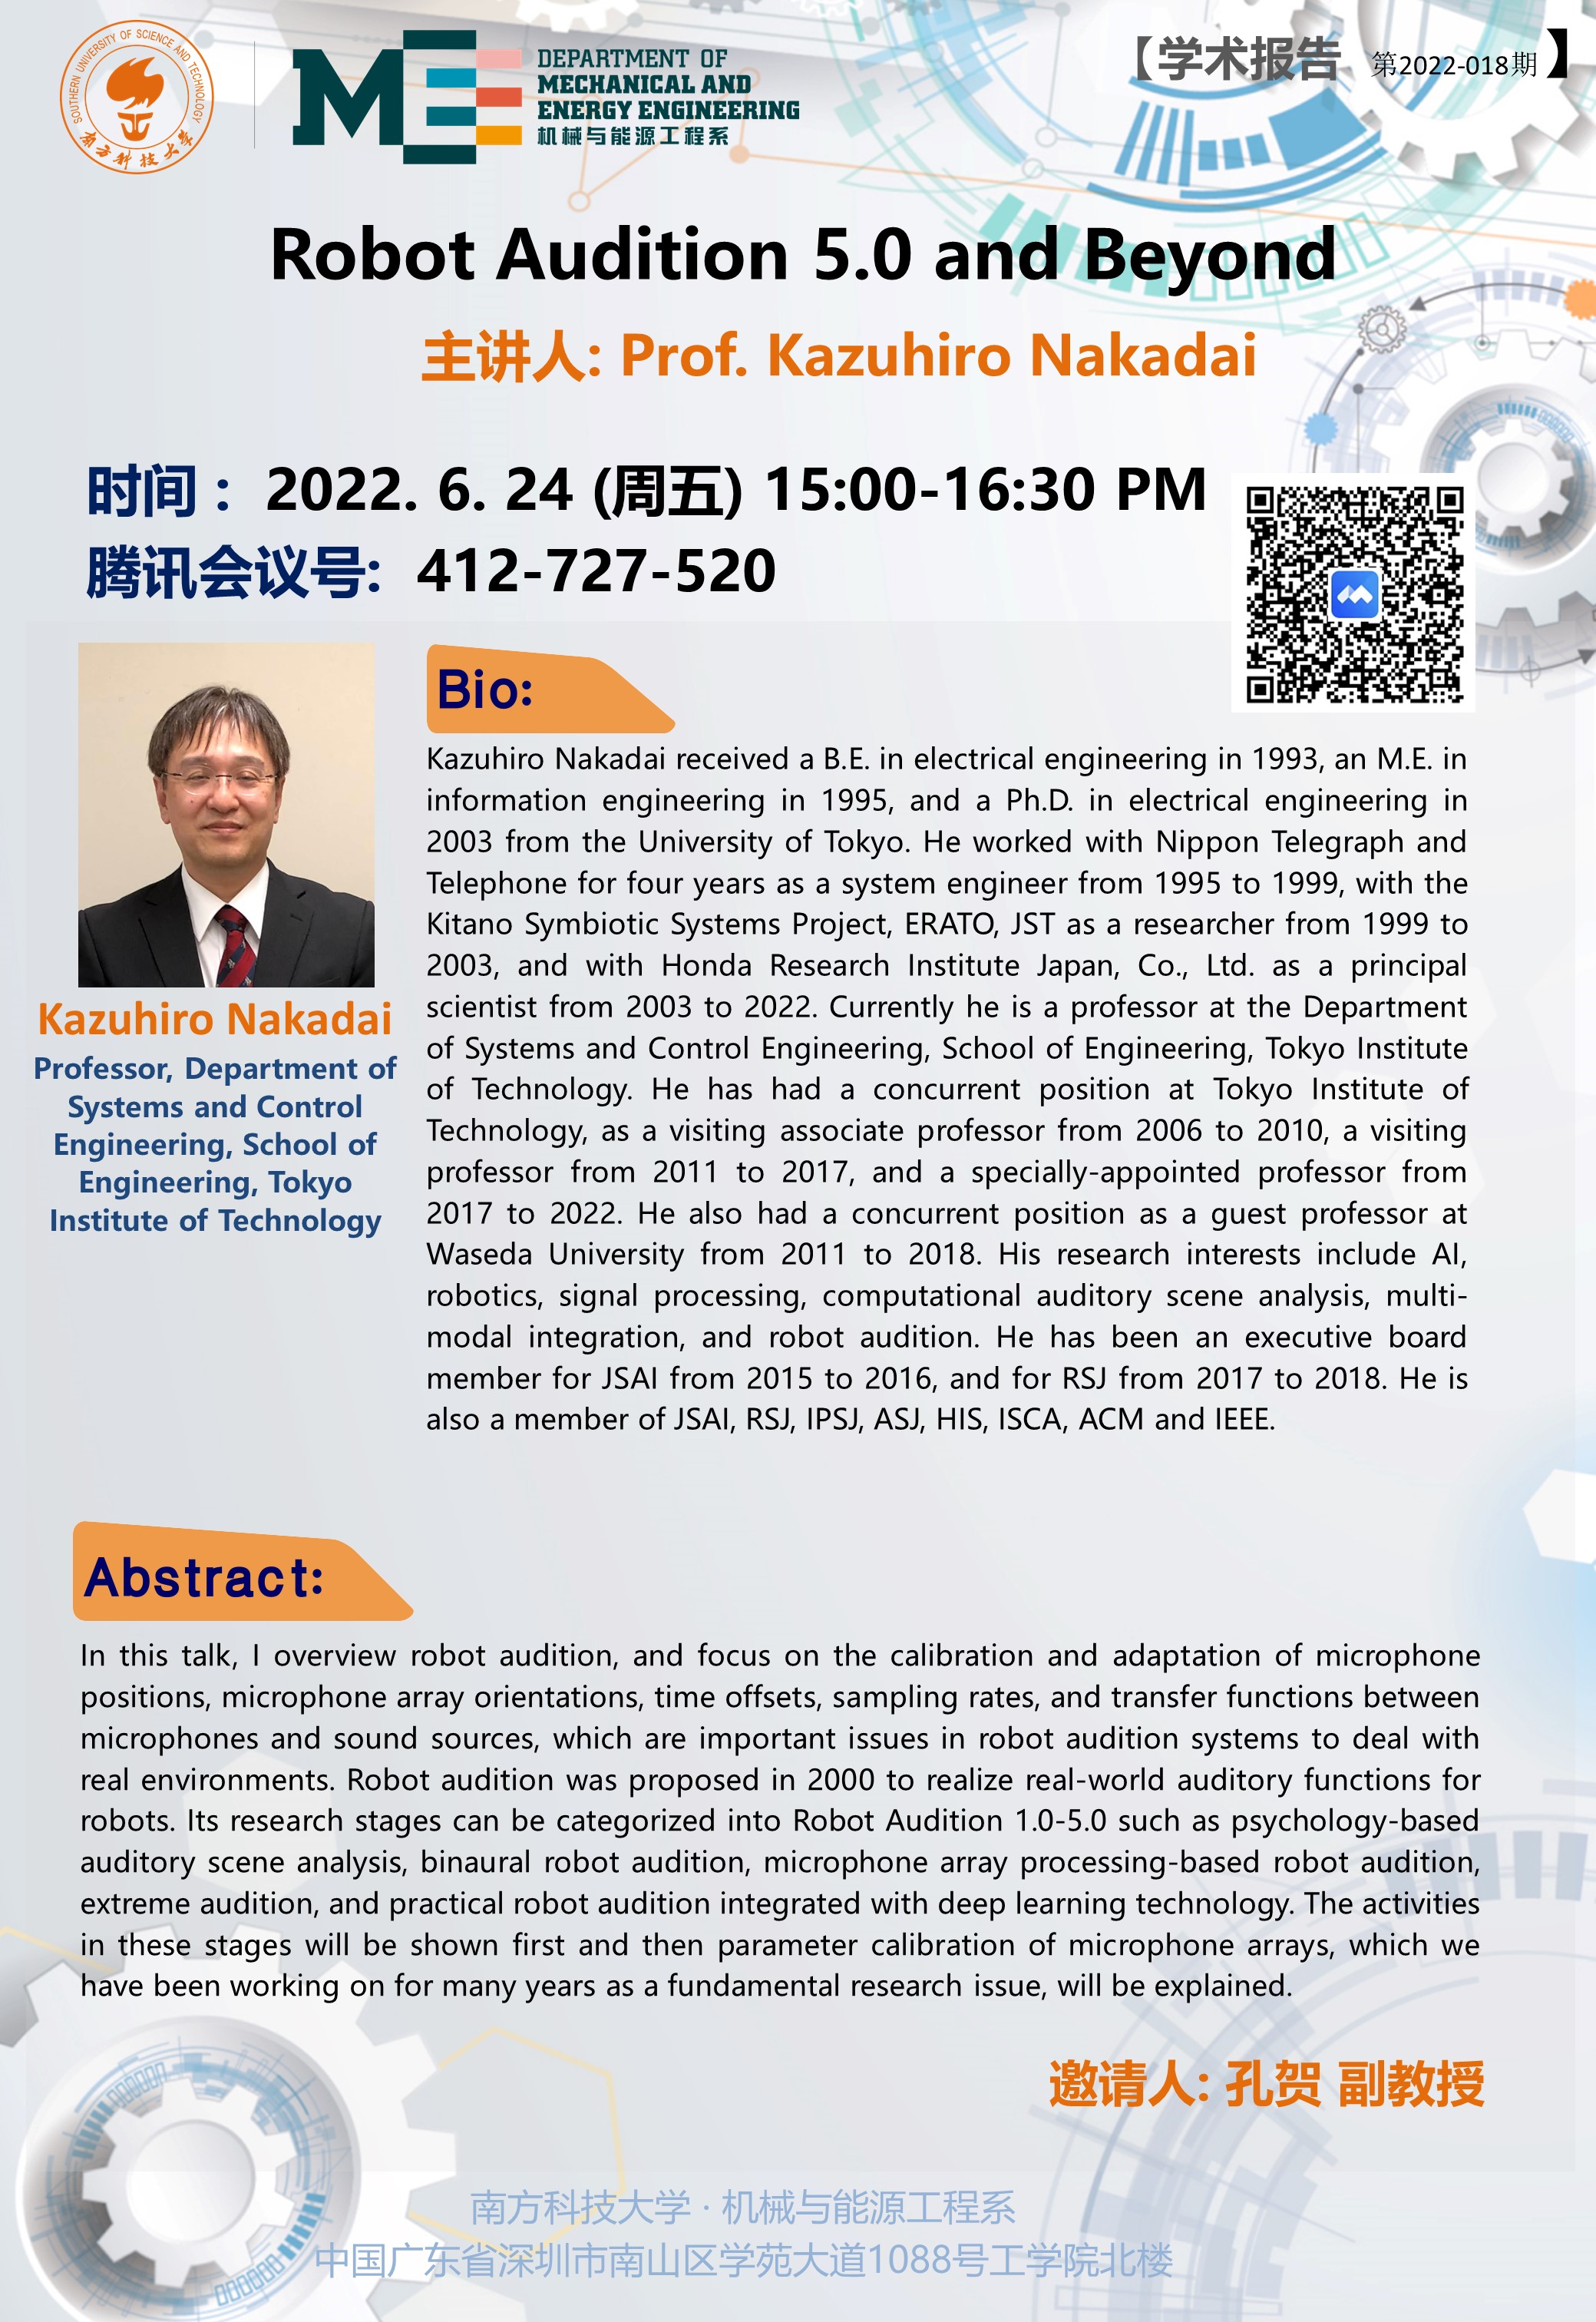 SOUTHERN UNIVERSITY OF SCIENCE AND TECHNOLOGY
南方科技大学
DEPARTMENT OF
MECHANICAL AND
ENERGY ENGINEERING
机械与能源工程系
【学术报告 第2022-018期】
Robot Audition 5.0 and Beyond
主讲人: Prof. Kazuhiro Nakadai
时间： 2022. 6. 24 (周五) 15:00-16:30 PM
腾讯会议号: 412-727-520
Kazuhiro Nakadai
Professor, Department of
Systems and Control
Engineering, School of
Engineering, Tokyo
Institute of Technology
Bio:
Kazuhiro Nakadai received a B.E. in electrical engineering in 1993, an M.E. in
information engineering in 1995, and a Ph.D. in electrical engineering in
2003 from the University of Tokyo. He worked with Nippon Telegraph and
Telephone for four years as a system engineer from 1995 to 1999, with the
Kitano Symbiotic Systems Project, ERATO, JST as a researcher from 1999 to
2003, and with Honda Research Institute Japan, Co., Ltd. as a principal
scientist from 2003 to 2022. Currently he is a professor at the Department
of Systems and Control Engineering, School of Engineering, Tokyo Institute
of Technology. He has had a concurrent position at Tokyo Institute of
Technology, as a visiting associate professor from 2006 to 2010, a visiting
professor from 2011 to 2017, and a specially-appointed professor from
2017 to 2022. He also had a concurrent position as a guest professor at
Waseda University from 2011 to 2018. His research interests include AI,
robotics, signal processing, computational auditory scene analysis, multi-
modal integration, and robot audition. He has been an executive board
member for JSAI from 2015 to 2016, and for RSJ from 2017 to 2018. He is
also a member of JSAI, RSJ, IPSJ, ASJ, HIS, ISCA, ACM and IEEE.
Abstract:
In this talk, I overview robot audition, and focus on the calibration and adaptation of microphone
positions, microphone array orientations, time offsets, sampling rates, and transfer functions between
microphones and sound sources, which are important issues in robot audition systems to deal with
real environments. Robot audition was proposed in 2000 to realize real-world auditory functions for
robots. Its research stages can be categorized into Robot Audition 1.0-5.0 such as psychology-based
auditory scene analysis, binaural robot audition, microphone array processing-based robot audition,
extreme audition, and practical robot audition integrated with deep learning technology. The activities
in these stages will be shown first and then parameter calibration of microphone arrays, which we
have been working on for many years as a fundamental research issue, will be explained.
邀请人: 孔贺 副教授
南方科技大学 · 机械与能源工程系
中国广东省深圳市南山区学苑大道1088号工学院北楼